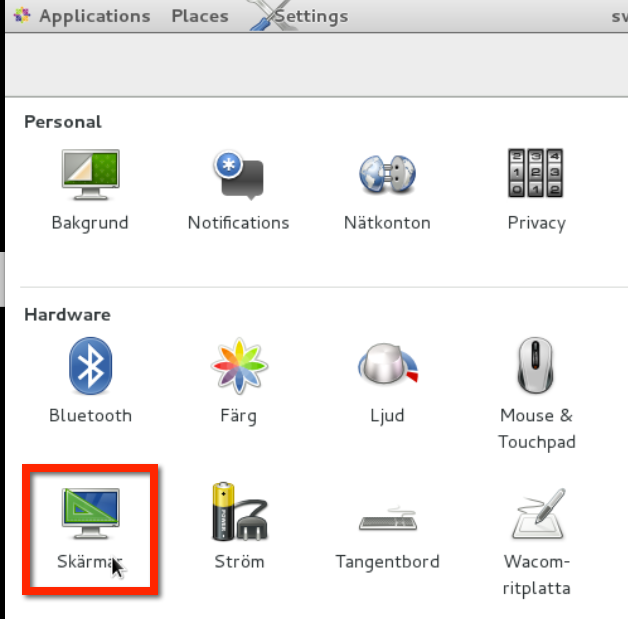 Applications Places Settings sv
Personal
Bakgrund Notifications Nätkonton Privacy
Hardware
Bluetooth Färg Ljud Mouse &
Touchpad
Skärmar Ström Tangentbord Wacom-
ritplatta